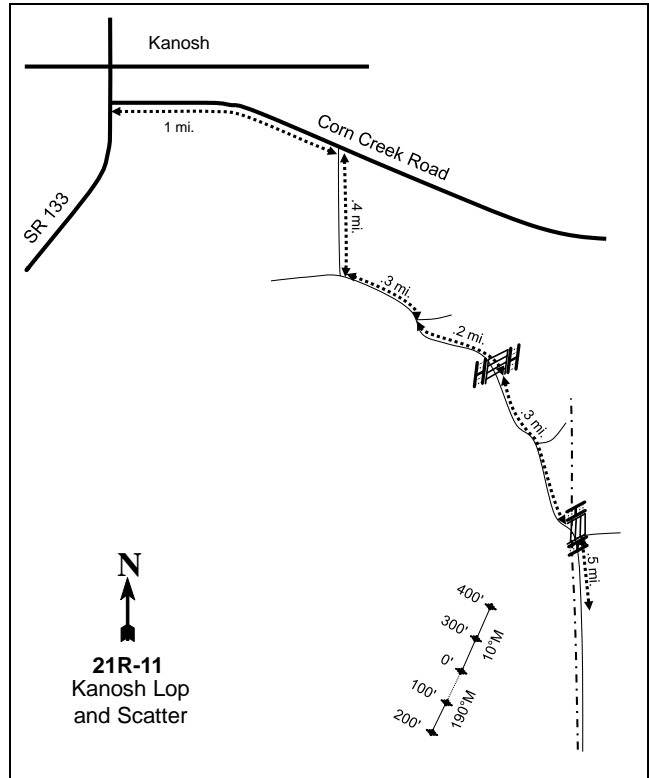 Kanosh
1 mi.
Corn Creek Road
SR 133
.4 mi.
.3 mi.
.2 mi.
.3 mi.
.5 mi.
N
21R-11
Kanosh Lop
and Scatter
400'
300'
10°M
0'
100'
190°M
200'